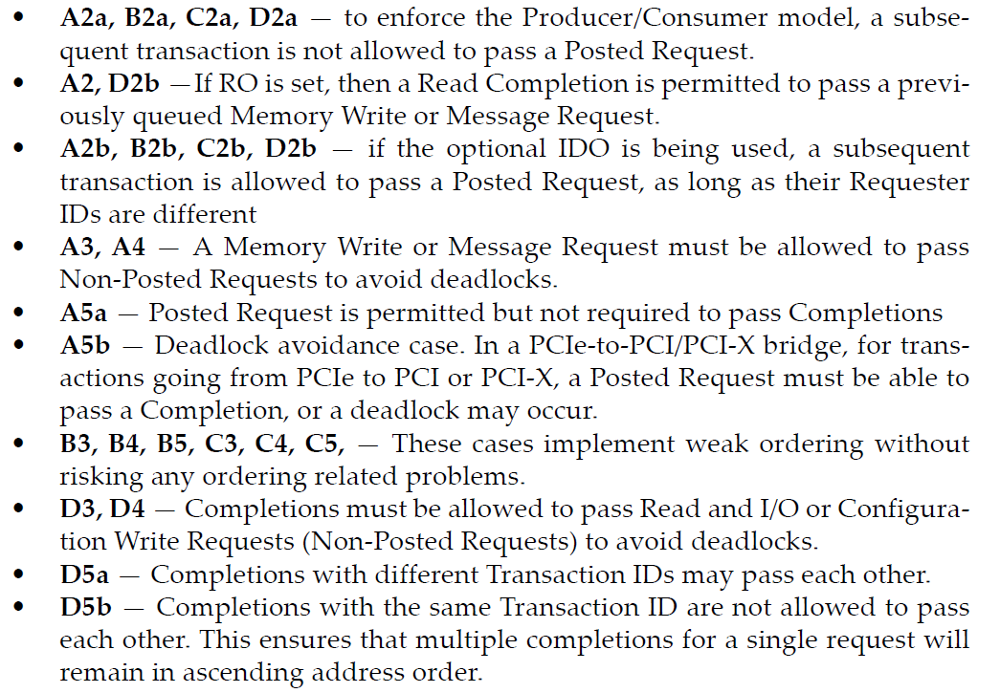 • A2a, B2a, C2a, D2a — to enforce the Producer/Consumer model, a subse-
quent transaction is not allowed to pass a Posted Request.
• A2, D2b —If RO is set, then a Read Completion is permitted to pass a previ-
ously queued Memory Write or Message Request.
• A2b, B2b, C2b, D2b — if the optional IDO is being used, a subsequent
transaction is allowed to pass a Posted Request, as long as their Requester
IDs are different
• A3, A4 — A Memory Write or Message Request must be allowed to pass
Non-Posted Requests to avoid deadlocks.
• A5a — Posted Request is permitted but not required to pass Completions
• A5b — Deadlock avoidance case. In a PCIe-to-PCI/PCI-X bridge, for trans-
actions going from PCIe to PCI or PCI-X, a Posted Request must be able to
pass a Completion, or a deadlock may occur.
• B3, B4, B5, C3, C4, C5, — These cases implement weak ordering without
risking any ordering related problems.
• D3, D4 — Completions must be allowed to pass Read and I/O or Configura-
tion Write Requests (Non-Posted Requests) to avoid deadlocks.
• D5a — Completions with different Transaction IDs may pass each other.
• D5b — Completions with the same Transaction ID are not allowed to pass
each other. This ensures that multiple completions for a single request will
remain in ascending address order.